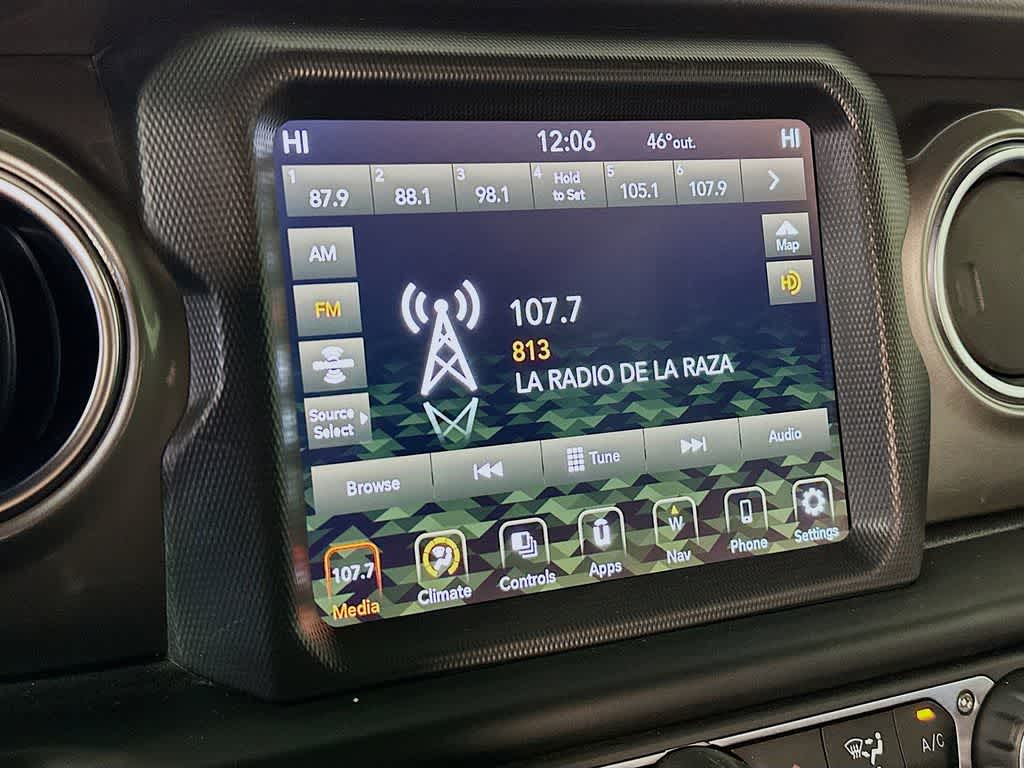 HI 12:06 46°out. HI
1 87.9 2 88.1 3 98.1 4 Hold to Set 5 105.1 6 107.9
AM
Map
FM
HD
107.7
813
LA RADIO DE LA RAZA
Source
Select
Browse Tune Audio
107.7 W
Media Climate Controls Apps Nav Phone Settings
A/C